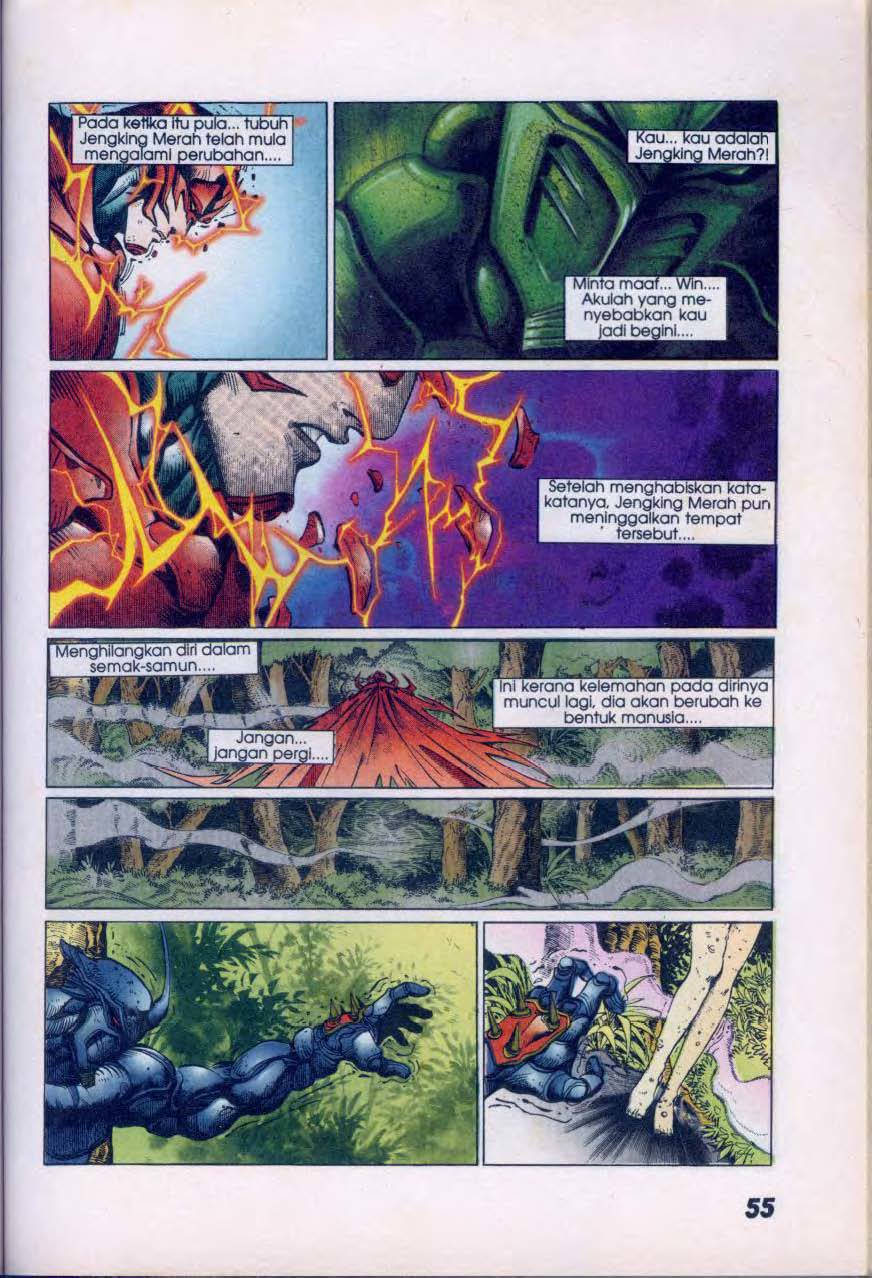 Pada ketika itu pula... tubuh
Jengking Merah telah mula
mengalami perubahan....
Kau... kau adalah
Jengking Merah?!
Minta maaf... Win....
Akulah yang me-
nyebabkan kau
jadi begini....
Setelah menghabiskan kata-
katanya, Jengking Merah pun
meninggalkan tempat
tersebut....
Menghilangkan diri dalam
semak-samun....
Ini kerana kelemahan pada dirinya
muncul lagi, dia akan berubah ke
bentuk manusia....
Jangan...
jangan pergi....
55